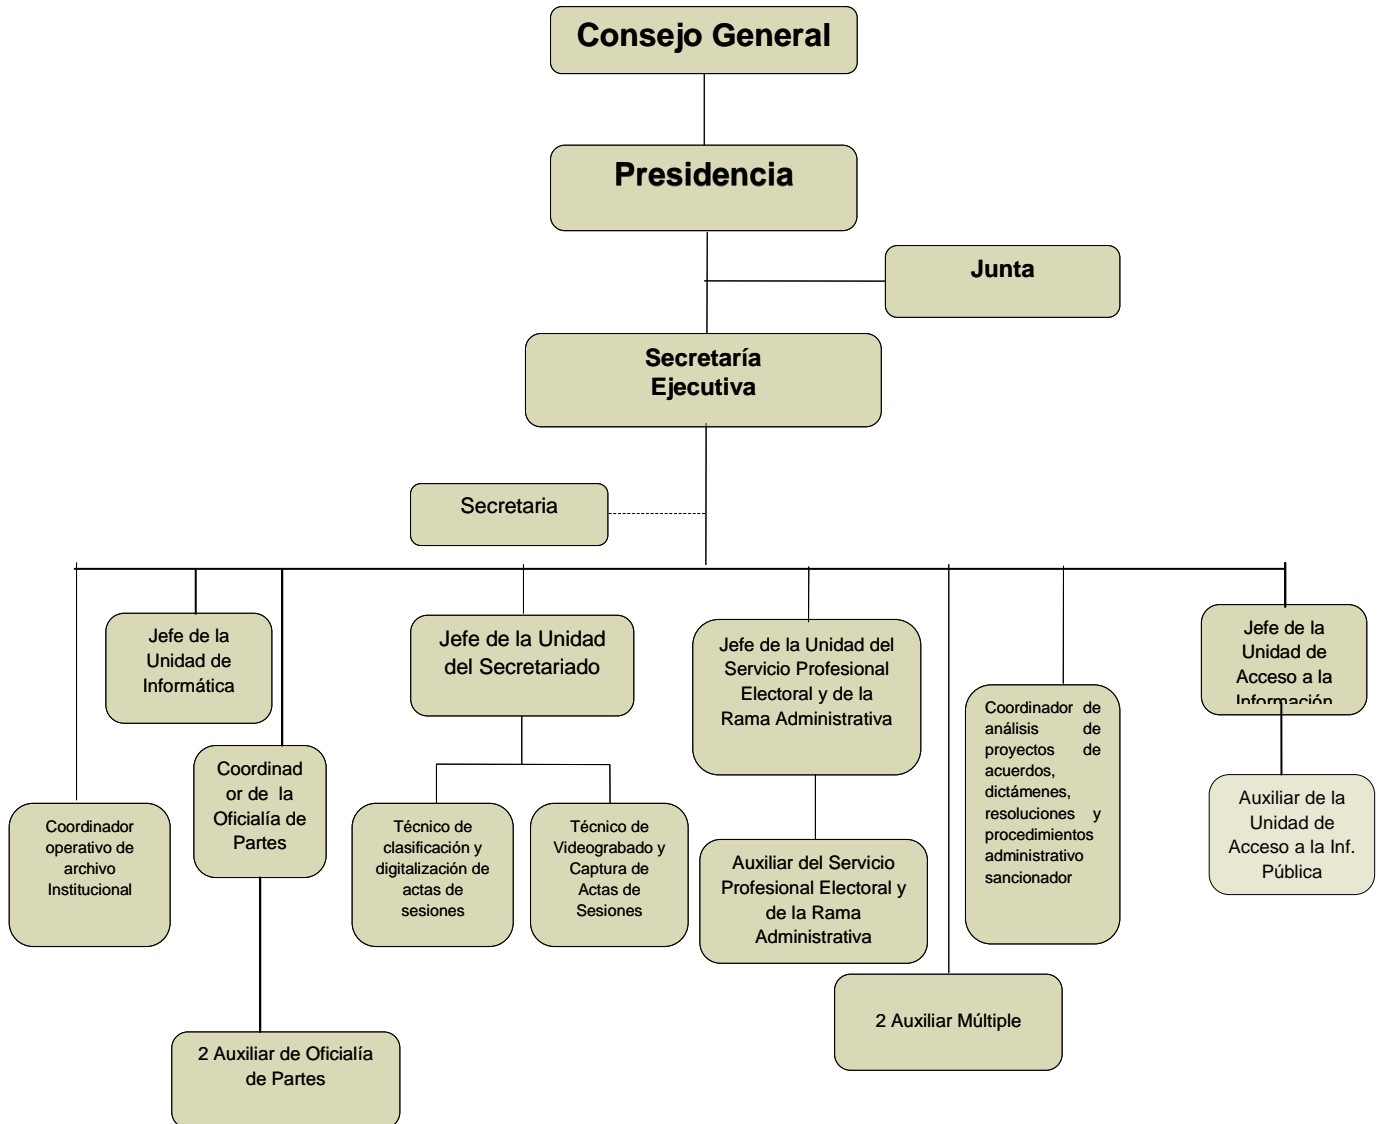 Consejo General
Presidencia
Junta
Secretaría
Ejecutiva
Secretaria
Jefe de la
Unidad de
Informática
Jefe de la Unidad
del Secretariado
Jefe de la Unidad del
Servicio Profesional
Electoral y de la
Rama Administrativa
Jefe de la
Unidad de
Acceso a la
Información
Coordinador de
análisis de
proyectos de
acuerdos,
dictámenes,
resoluciones y
procedimientos
administrativo
sancionador
Coordinad
or de la
Oficialía de
Partes
Auxiliar de la
Unidad de
Acceso a la Inf.
Pública
Coordinador
operativo de
archivo
Institucional
Técnico de
clasificación y
digitalización de
actas de
sesiones
Técnico de
Videograbado y
Captura de
Actas de
Sesiones
Auxiliar del Servicio
Profesional Electoral y
de la Rama
Administrativa
2 Auxiliar Múltiple
2 Auxiliar de Oficialía
de Partes